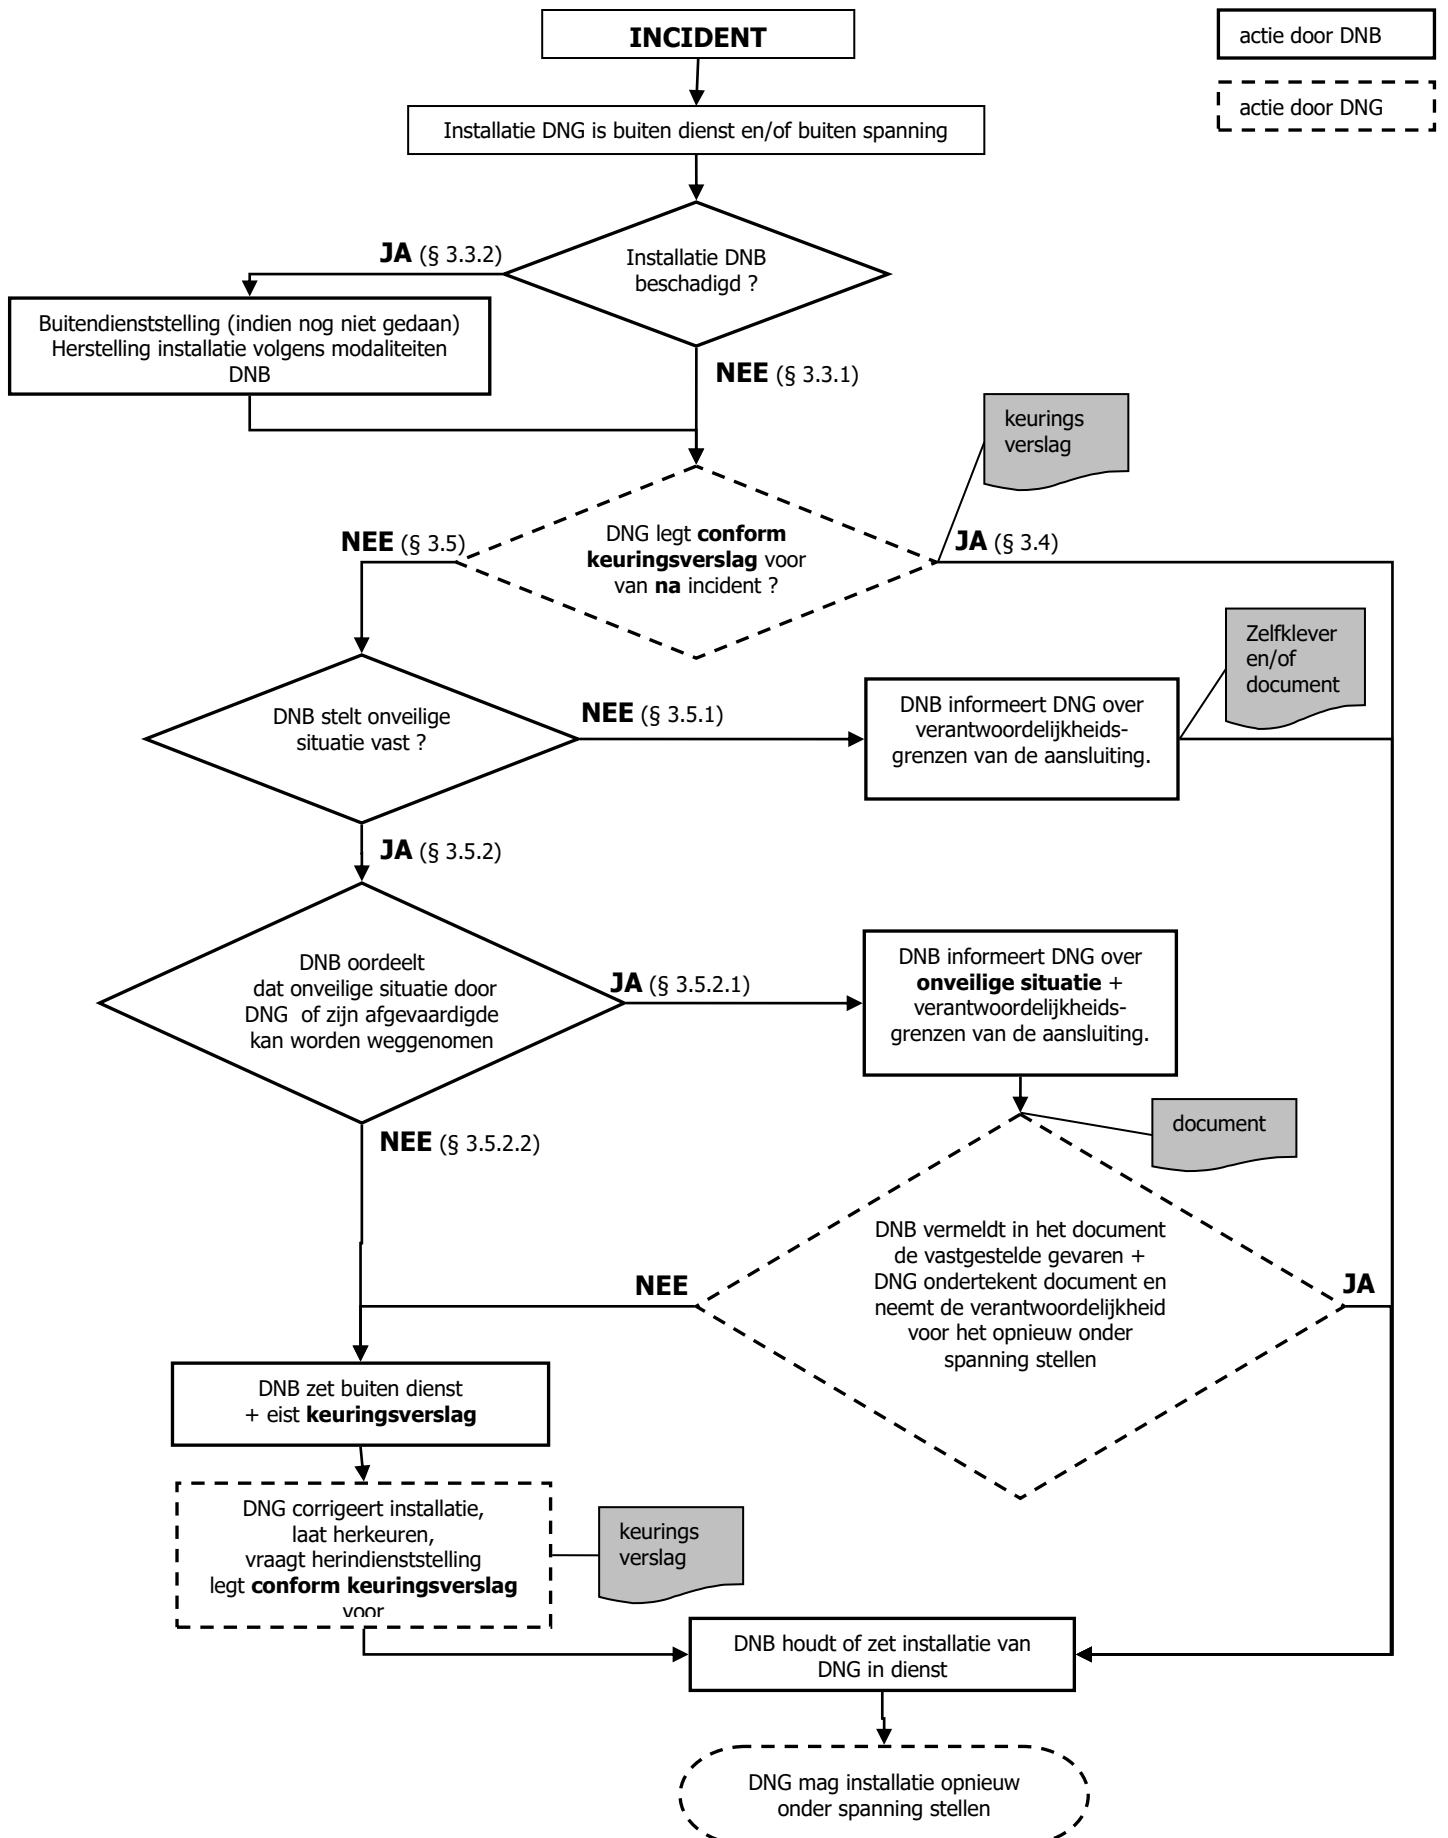 INCIDENT
actie door DNB
actie door DNG
Installatie DNG is buiten dienst en/of buiten spanning
Installatie DNB
beschadigd ?
JA (§ 3.3.2)
Buitendienststelling (indien nog niet gedaan)
Herstelling installatie volgens modaliteiten
DNB
NEE (§ 3.3.1)
keurings
verslag
DNG legt conform
keuringsverslag voor
van na incident ?
NEE (§ 3.5)
JA (§ 3.4)
Zelfklever
en/of
document
DNB stelt onveilige
situatie vast ?
NEE (§ 3.5.1)
DNB informeert DNG over
verantwoordelijkheids-
grenzen van de aansluiting.
JA (§ 3.5.2)
DNB oordeelt
dat onveilige situatie door
DNG of zijn afgevaardigde
kan worden weggenomen
JA (§ 3.5.2.1)
DNB informeert DNG over
onveilige situatie +
verantwoordelijkheids-
grenzen van de aansluiting.
document
NEE (§ 3.5.2.2)
DNB vermeldt in het document
de vastgestelde gevaren +
DNG ondertekent document en
neemt de verantwoordelijkheid
voor het opnieuw onder
spanning stellen
NEE
JA
DNB zet buiten dienst
+ eist keuringsverslag
DNG corrigeert installatie,
laat herkeuren,
vraagt herindienststelling
legt conform keuringsverslag
voor
keurings
verslag
DNB houdt of zet installatie van
DNG in dienst
DNG mag installatie opnieuw
onder spanning stellen